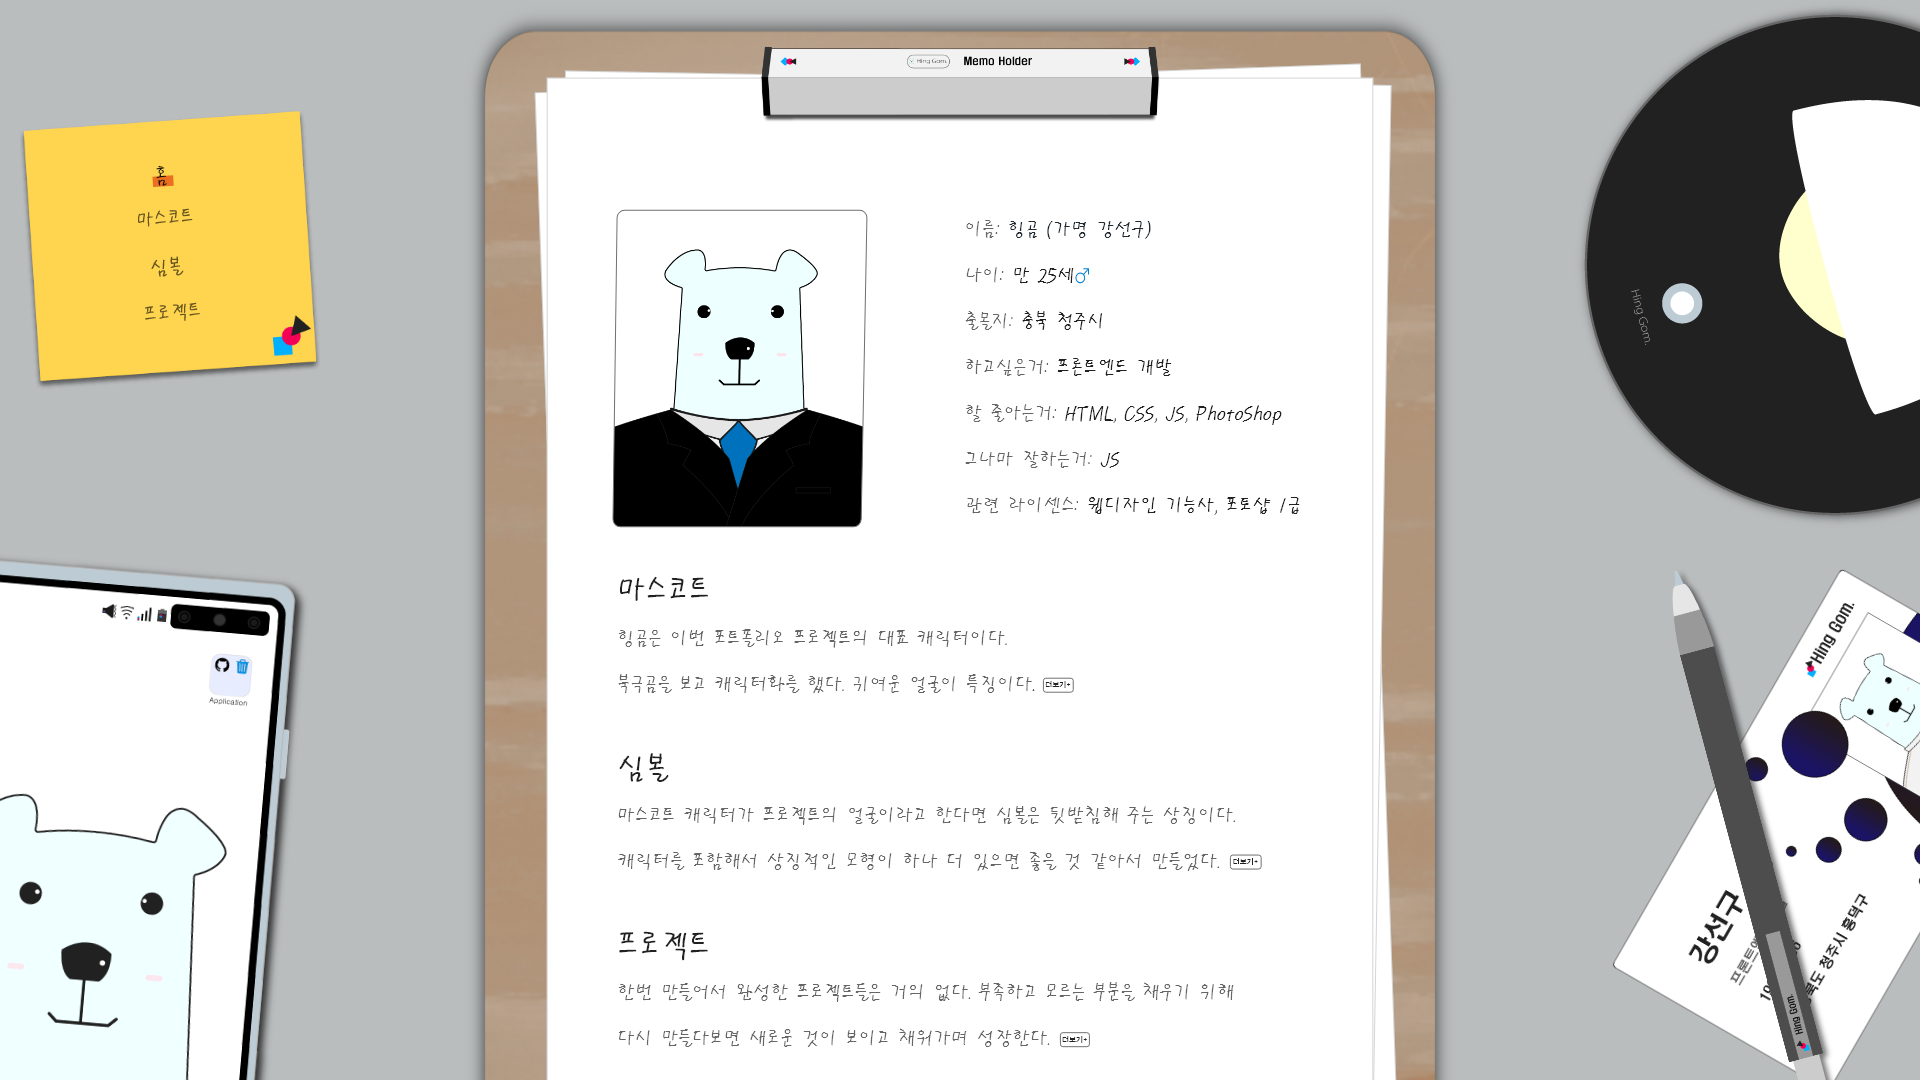 Hing Gom. Memo Holder
홈
마스코트
심볼
프로젝트
이름: 힝곰 (가명 강선구)
나이: 만 25세♂
출몰지: 충북 청주시
하고싶은거: 프론트엔드 개발
할 줄아는거: HTML, CSS, JS, PhotoShop
그나마 잘하는거: JS
관련 라이센스: 웹디자인 기능사, 포토샵 1급
마스코트
힝곰은 이번 포트폴리오 프로젝트의 대표 캐릭터이다.
북극곰을 보고 캐릭터화를 했다. 귀여운 얼굴이 특징이다. 더보기+
심볼
마스코트 캐릭터가 프로젝트의 얼굴이라고 한다면 심볼은 뒷받침해 주는 상징이다.
캐릭터를 포함해서 상징적인 모형이 하나 더 있으면 좋을 것 같아서 만들었다. 더보기+
프로젝트
한번 만들어서 완성한 프로젝트들은 거의 없다. 부족하고 모르는 부분을 채우기 위해
다시 만들다보면 새로운 것이 보이고 채워가며 성장한다. 더보기+
Application
Hing Gom.
Hing Gom.
강선구
프론트
청주시 흥덕구
Hing Gom.